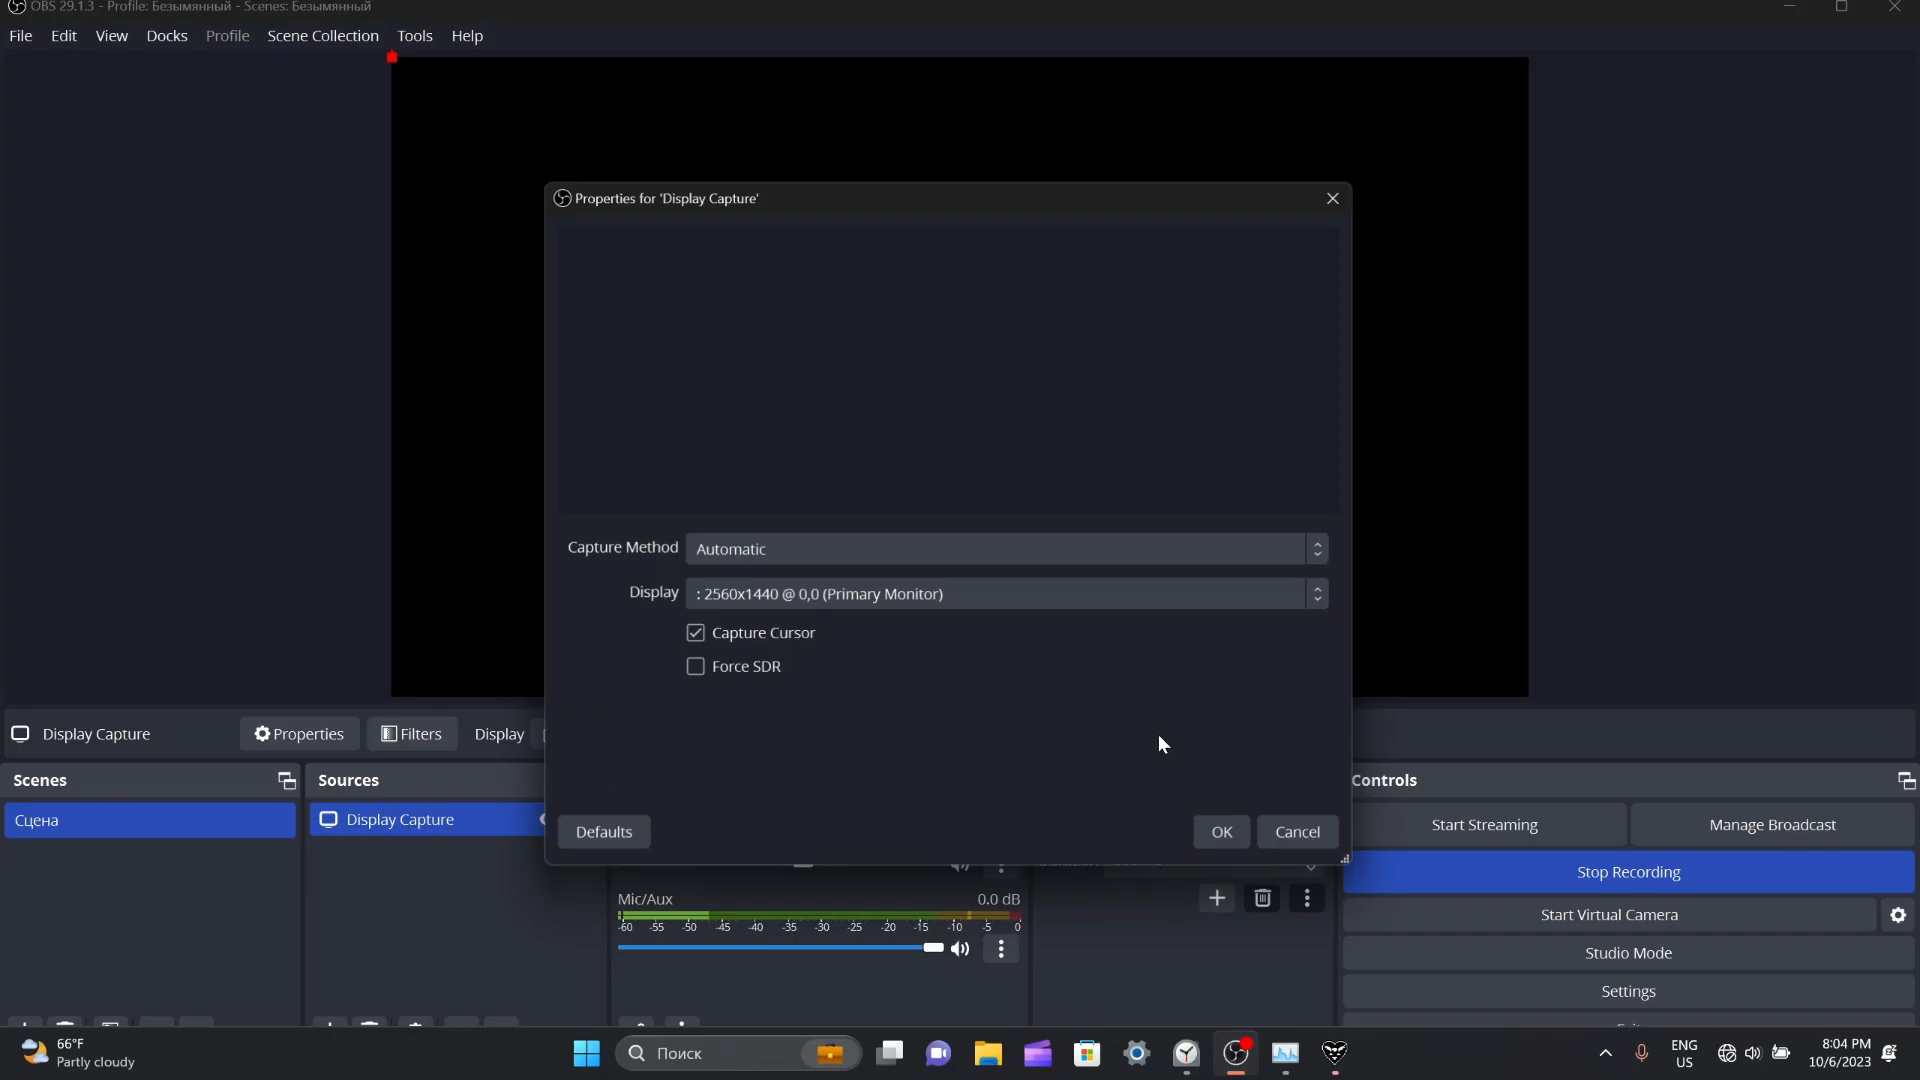 OBS 29.1.3 - Profile: Безымянный - Scenes: Безымянный
File Edit View Docks Profile Scene Collection Tools Help
Properties for 'Display Capture'
Capture Method Automatic
Display : 2560x1440 @ 0,0 (Primary Monitor)
Capture Cursor
Force SDR
Defaults OK Cancel
Display Capture Properties Filters Display
Scenes
Сцена
Sources
Display Capture
Mic/Aux 0.0 dB
-60 -55 -50 -45 -40 -35 -30 -25 -20 -15 -10 -5 0
Controls
Start Streaming Manage Broadcast
Stop Recording
Start Virtual Camera
Studio Mode
Settings
66°F
Partly cloudy
Поиск
ENG
US
8:04 PM
10/6/2023